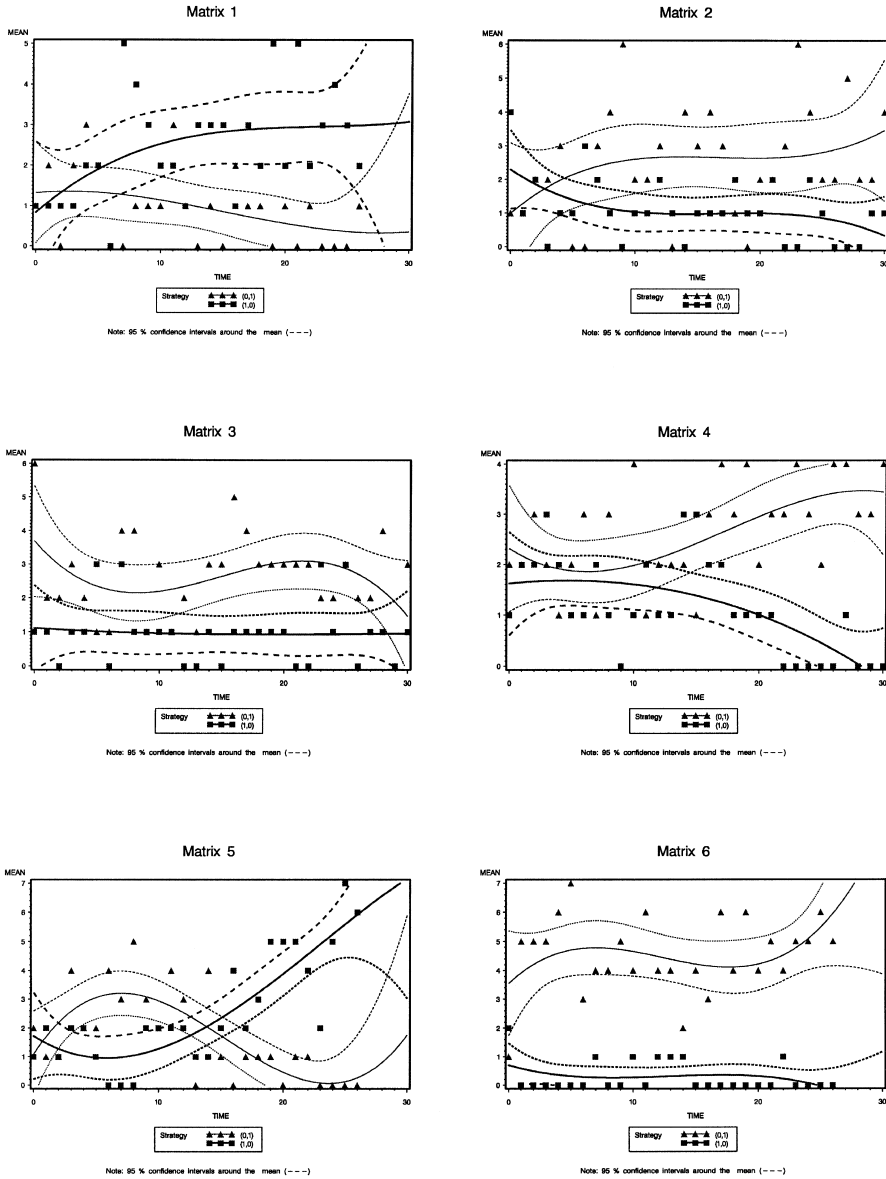 Matrix 1
MEAN
5
4
3
2
1
0
0 10 20 30
TIME
Strategy (0,1)
(1,0)
Note: 95 % confidence intervals around the mean (---)
Matrix 2
MEAN
6
5
4
3
2
1
0
0 10 20 30
TIME
Strategy (0,1)
(1,0)
Note: 95 % confidence intervals around the mean (---)
Matrix 3
MEAN
6
5
4
3
2
1
0
0 10 20 30
TIME
Strategy (0,1)
(1,0)
Note: 95 % confidence intervals around the mean (---)
Matrix 4
MEAN
4
3
2
1
0
0 10 20 30
TIME
Strategy (0,1)
(1,0)
Note: 95 % confidence intervals around the mean (---)
Matrix 5
MEAN
7
6
5
4
3
2
1
0
0 10 20 30
TIME
Strategy (0,1)
(1,0)
Note: 95 % confidence intervals around the mean (---)
Matrix 6
MEAN
7
6
5
4
3
2
1
0
0 10 20 30
TIME
Strategy (0,1)
(1,0)
Note: 95 % confidence intervals around the mean (---)